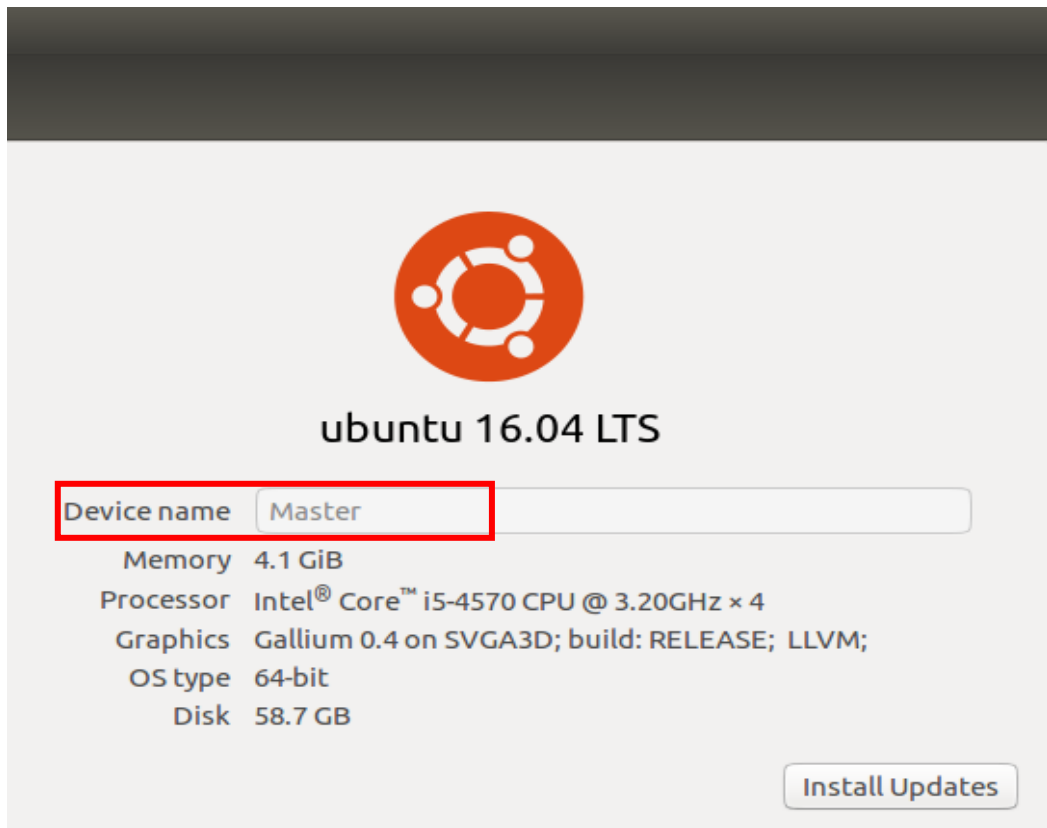 ubuntu 16.04 LTS
Device name Master
Memory 4.1 GiB
Processor Intel® Core™ i5-4570 CPU @ 3.20GHz × 4
Graphics Gallium 0.4 on SVGA3D; build: RELEASE; LLVM;
OS type 64-bit
Disk 58.7 GB
Install Updates